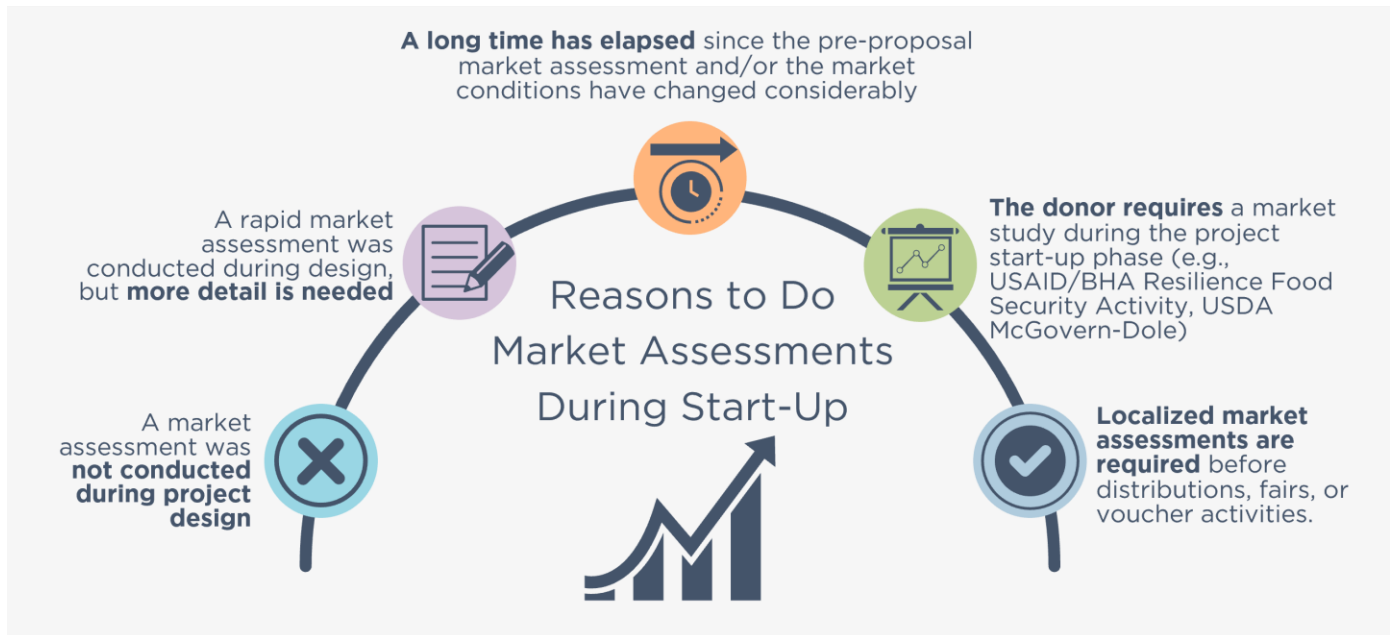 A long time has elapsed since the pre-proposal
market assessment and/or the market
conditions have changed considerably
A rapid market
assessment was
conducted during design,
but more detail is needed
The donor requires a market
study during the project
start-up phase (e.g.,
USAID/BHA Resilience Food
Security Activity, USDA
McGovern-Dole)
Reasons to Do
Market Assessments
During Start-Up
A market
assessment was
not conducted
during project
design
Localized market
assessments are
required before
distributions, fairs, or
voucher activities.